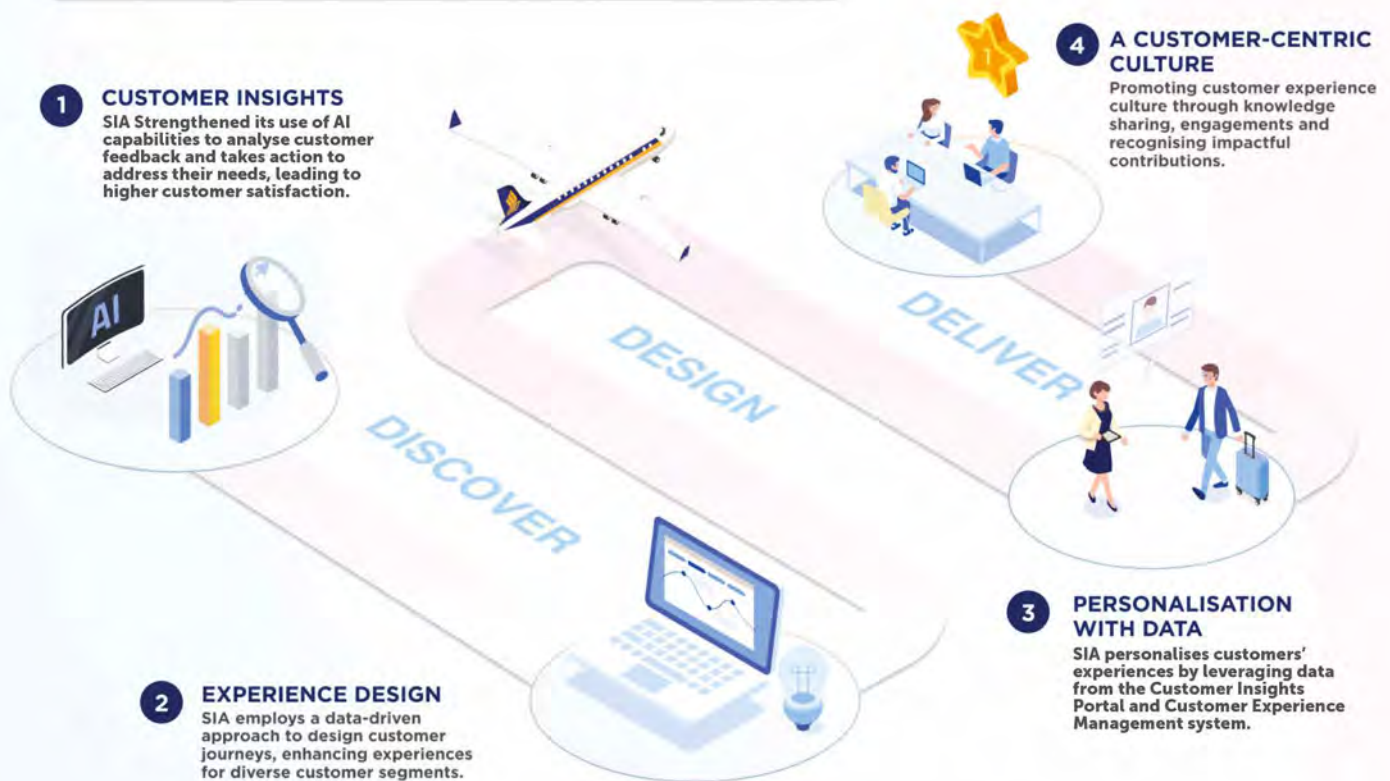 1
CUSTOMER INSIGHTS
SIA Strengthened its use of AI
capabilities to analyse customer
feedback and takes action to
address their needs, leading to
higher customer satisfaction.
AI
DISCOVER
2
EXPERIENCE DESIGN
SIA employs a data-driven
approach to design customer
journeys, enhancing experiences
for diverse customer segments.
DESIGN
3
PERSONALISATION
WITH DATA
SIA personalises customers'
experiences by leveraging data
from the Customer Insights
Portal and Customer Experience
Management system.
DELIVER
4
A CUSTOMER-CENTRIC
CULTURE
Promoting customer experience
culture through knowledge
sharing, engagements and
recognising impactful
contributions.
1